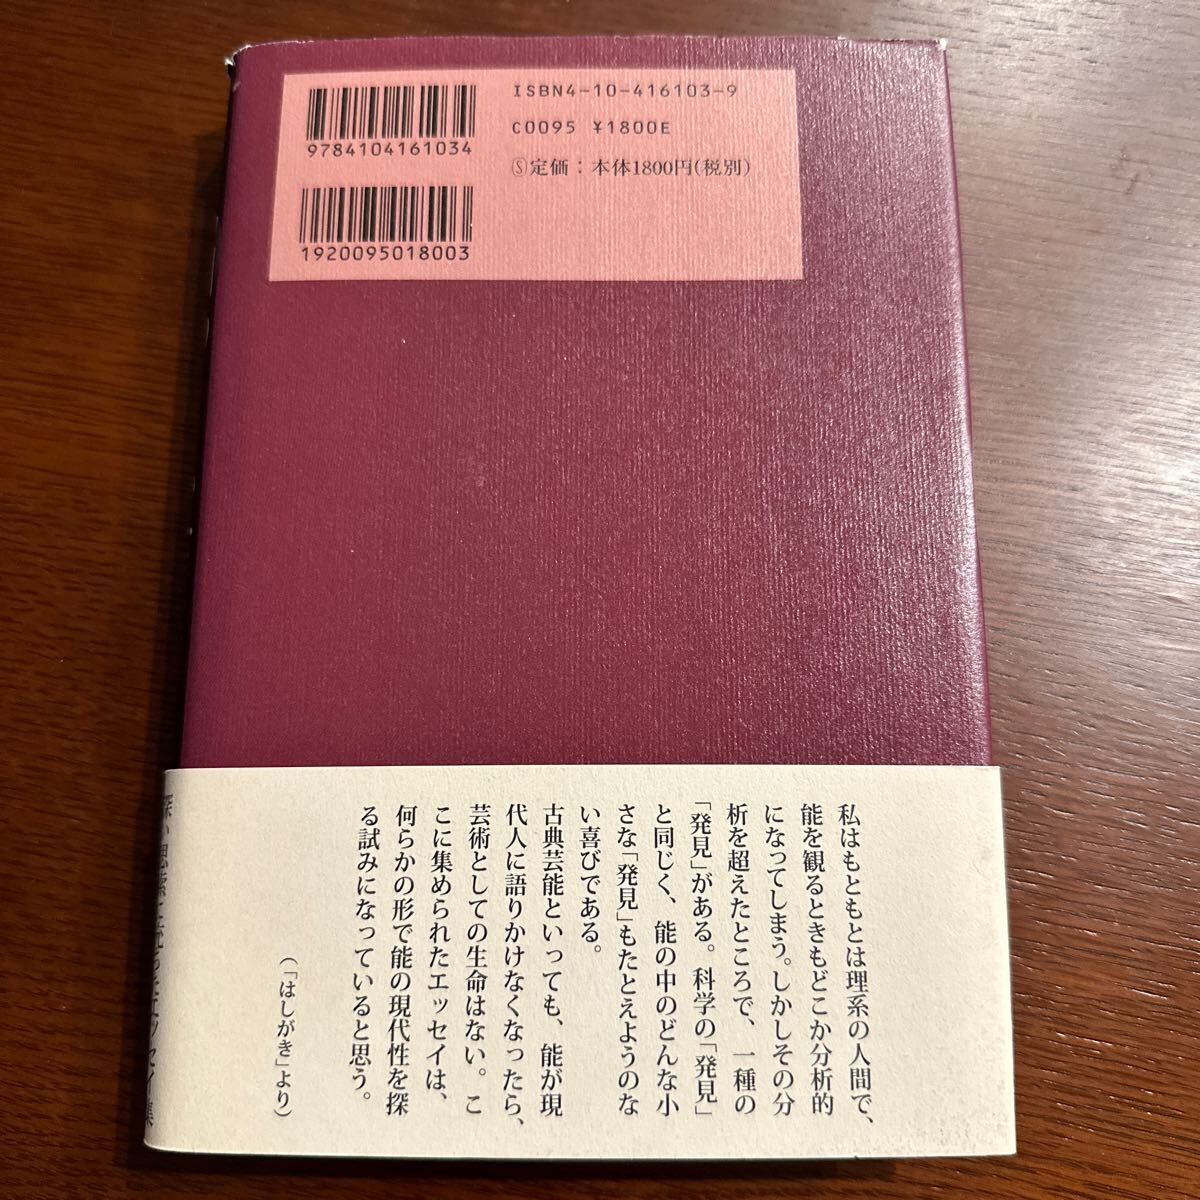 ISBN4-10-416103-9
C0095 ¥1800E
Ⓢ定価：本体1800円(税別)
9784104161034
1920095018003
私はもともとは理系の人間で、
能を観るときもどこか分析的
になってしまう。しかしその分
析を超えたところで、一種の
「発見」がある。科学の「発見」
と同じく、能の中のどんな小
さな「発見」もたとえようのな
い喜びである。
古典芸能といっても、能が現
代人に語りかけなくなったら、
芸術としての生命はない。こ
こに集められたエッセイは、
何らかの形で能の現代性を探
る試みになっていると思う。
（「はしがき」より）